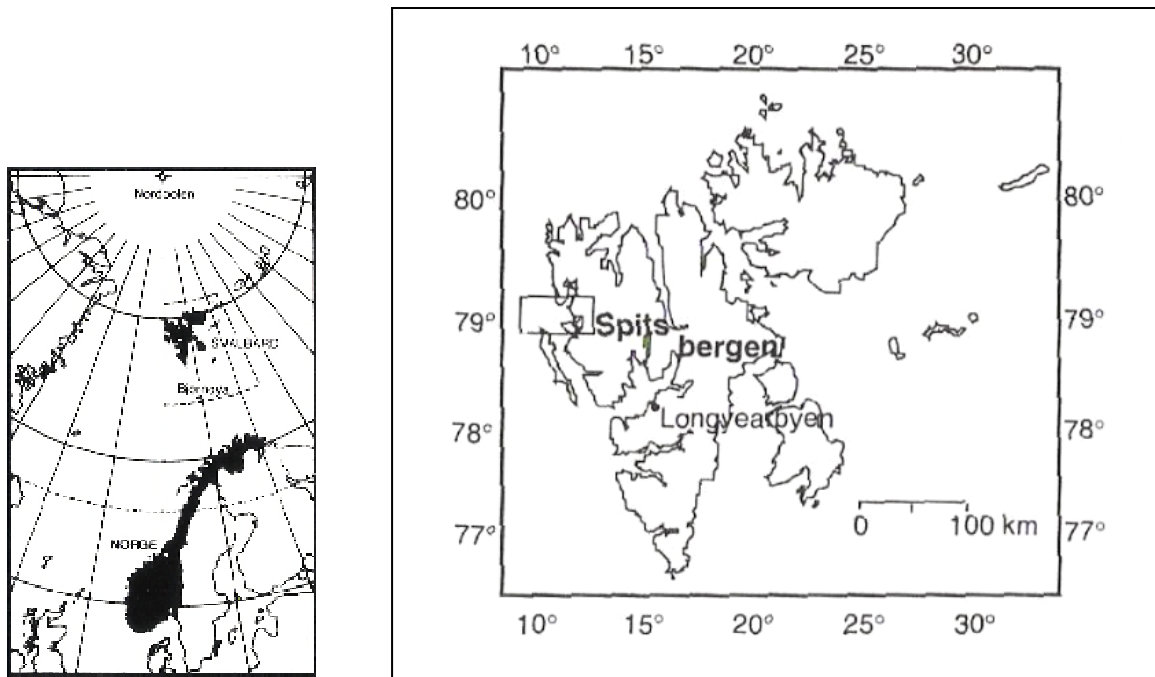 Nordpolen
SVALBARD
Bjørnøya
NORGE
10° 15° 20° 25° 30°
80° 80°
79° 79°
Spits
bergen
Longyearbyen
78° 78°
0 100 km
77° 77°
10° 15° 20° 25° 30°